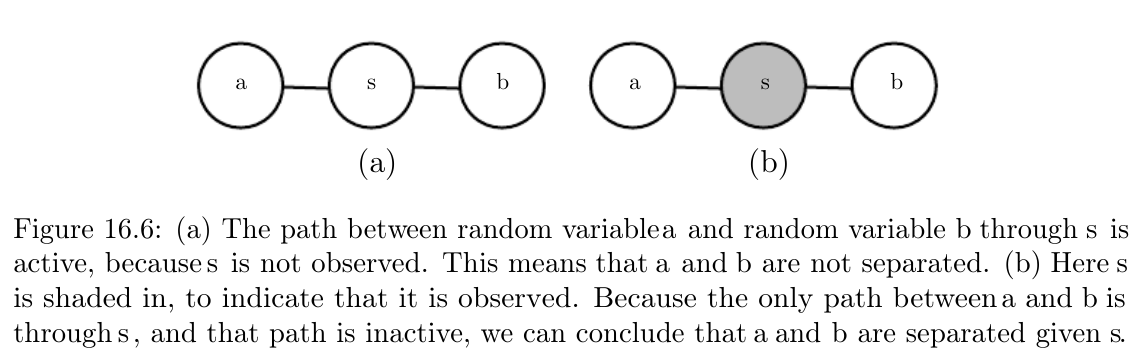 a s b a s b
(a) (b)
Figure 16.6: (a) The path between random variablea and random variable b through s is
active, becauses is not observed. This means that a and b are not separated. (b) Here s
is shaded in, to indicate that it is observed. Because the only path betweena and b is
through s, and that path is inactive, we can conclude that a and b are separated given s.